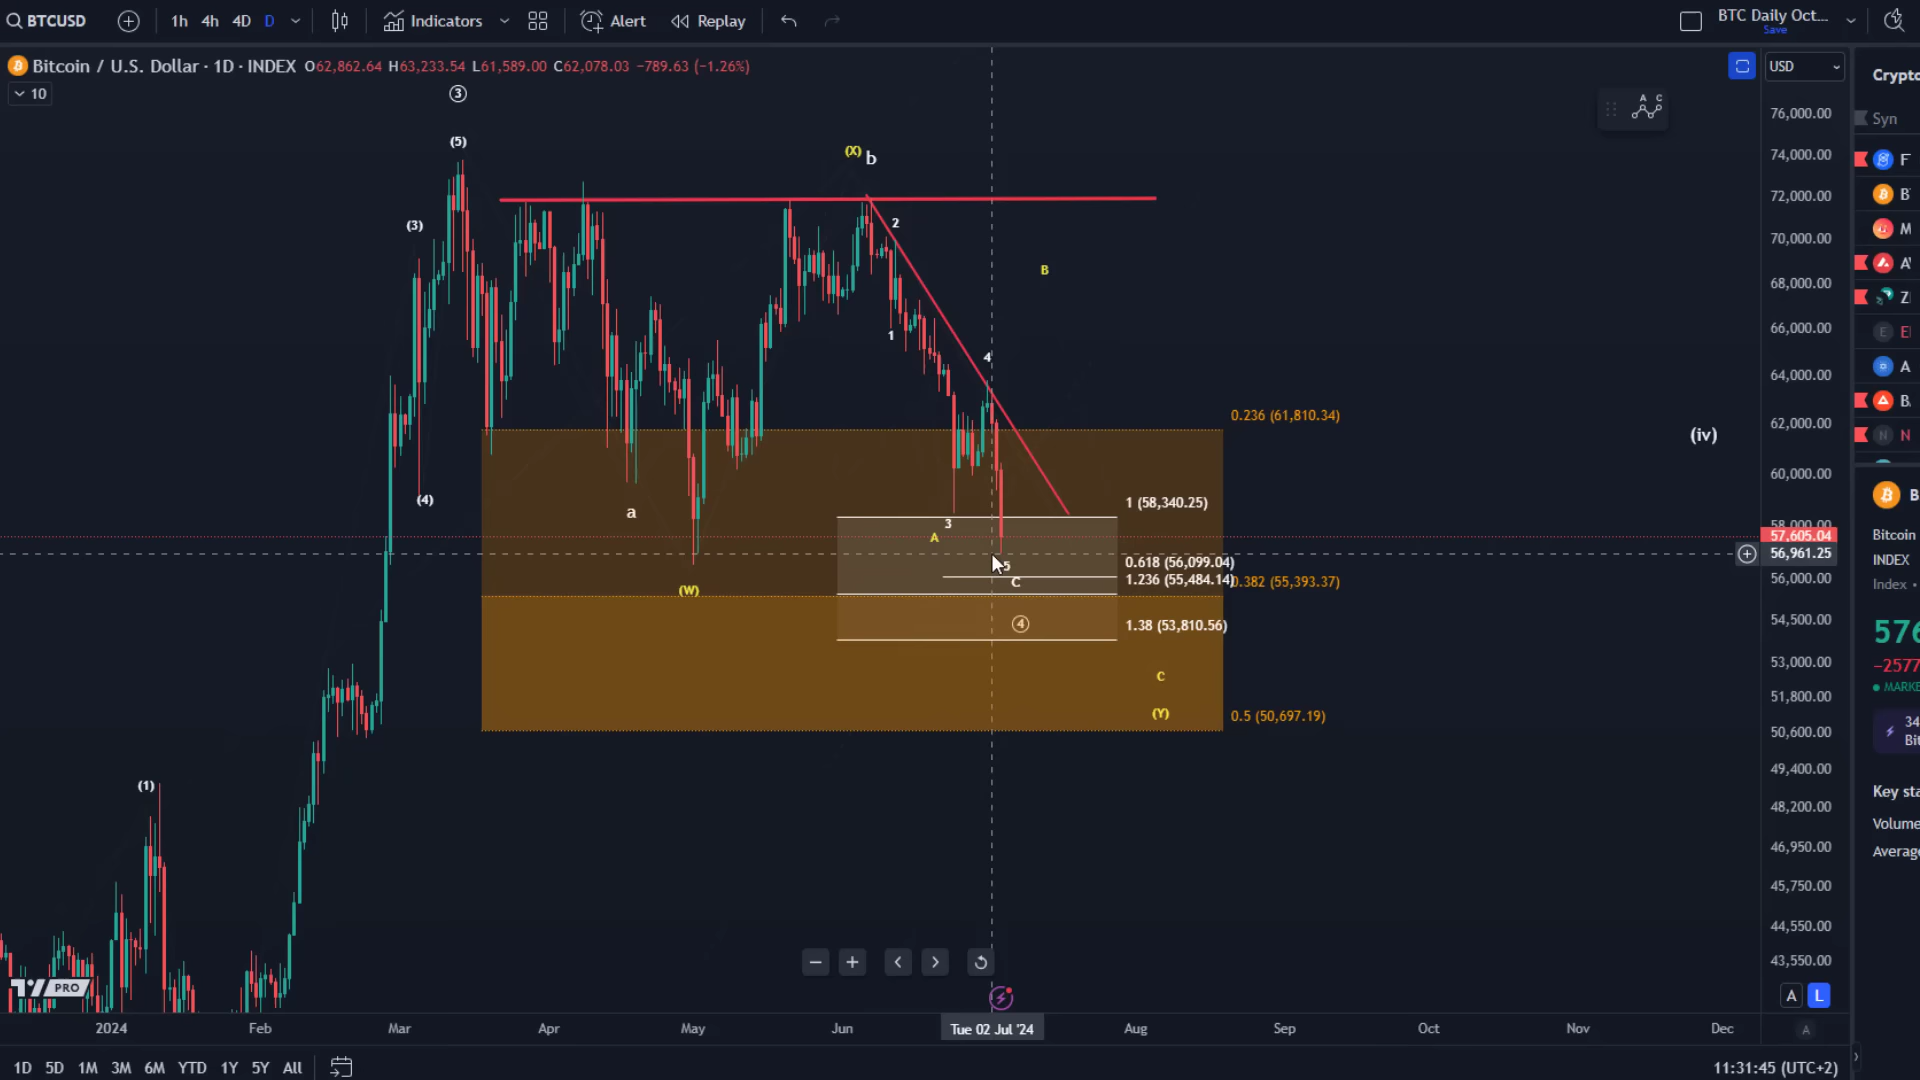 BTCUSD 1h 4h 4D D Indicators Alert Replay BTC Daily Oct...
Save
Bitcoin / U.S. Dollar · 1D · INDEX O62,862.64 H63,233.54 L61,589.00 C62,078.03 −789.63 (−1.26%)
USD
10
Crypto
Syn
3
(5)
(3)
(4)
(1)
(X) b
2
1
B
4
a
(W)
3
A
5
C
4
C
(Y)
(iv)
0.236 (61,810.34)
1 (58,340.25)
0.618 (56,099.04)
1.236 (55,484.14)
0.382 (55,393.37)
1.38 (53,810.56)
0.5 (50,697.19)
A C
76,000.00
74,000.00
72,000.00
70,000.00
68,000.00
66,000.00
64,000.00
62,000.00
60,000.00
58,000.00
57,605.04
56,961.25
56,000.00
54,500.00
53,000.00
51,800.00
50,600.00
49,400.00
48,200.00
46,950.00
45,750.00
44,550.00
43,550.00
A L
F
B
M
A
Z
E E
A
B
N N
B
Bitcoin
INDEX
Index •
576
−2577
MARKE
34
Bit
Key sta
Volume
Average
PRO
2024 Feb Mar Apr May Jun Tue 02 Jul '24 Aug Sep Oct Nov Dec A
1D 5D 1M 3M 6M YTD 1Y 5Y All 11:31:45 (UTC+2)